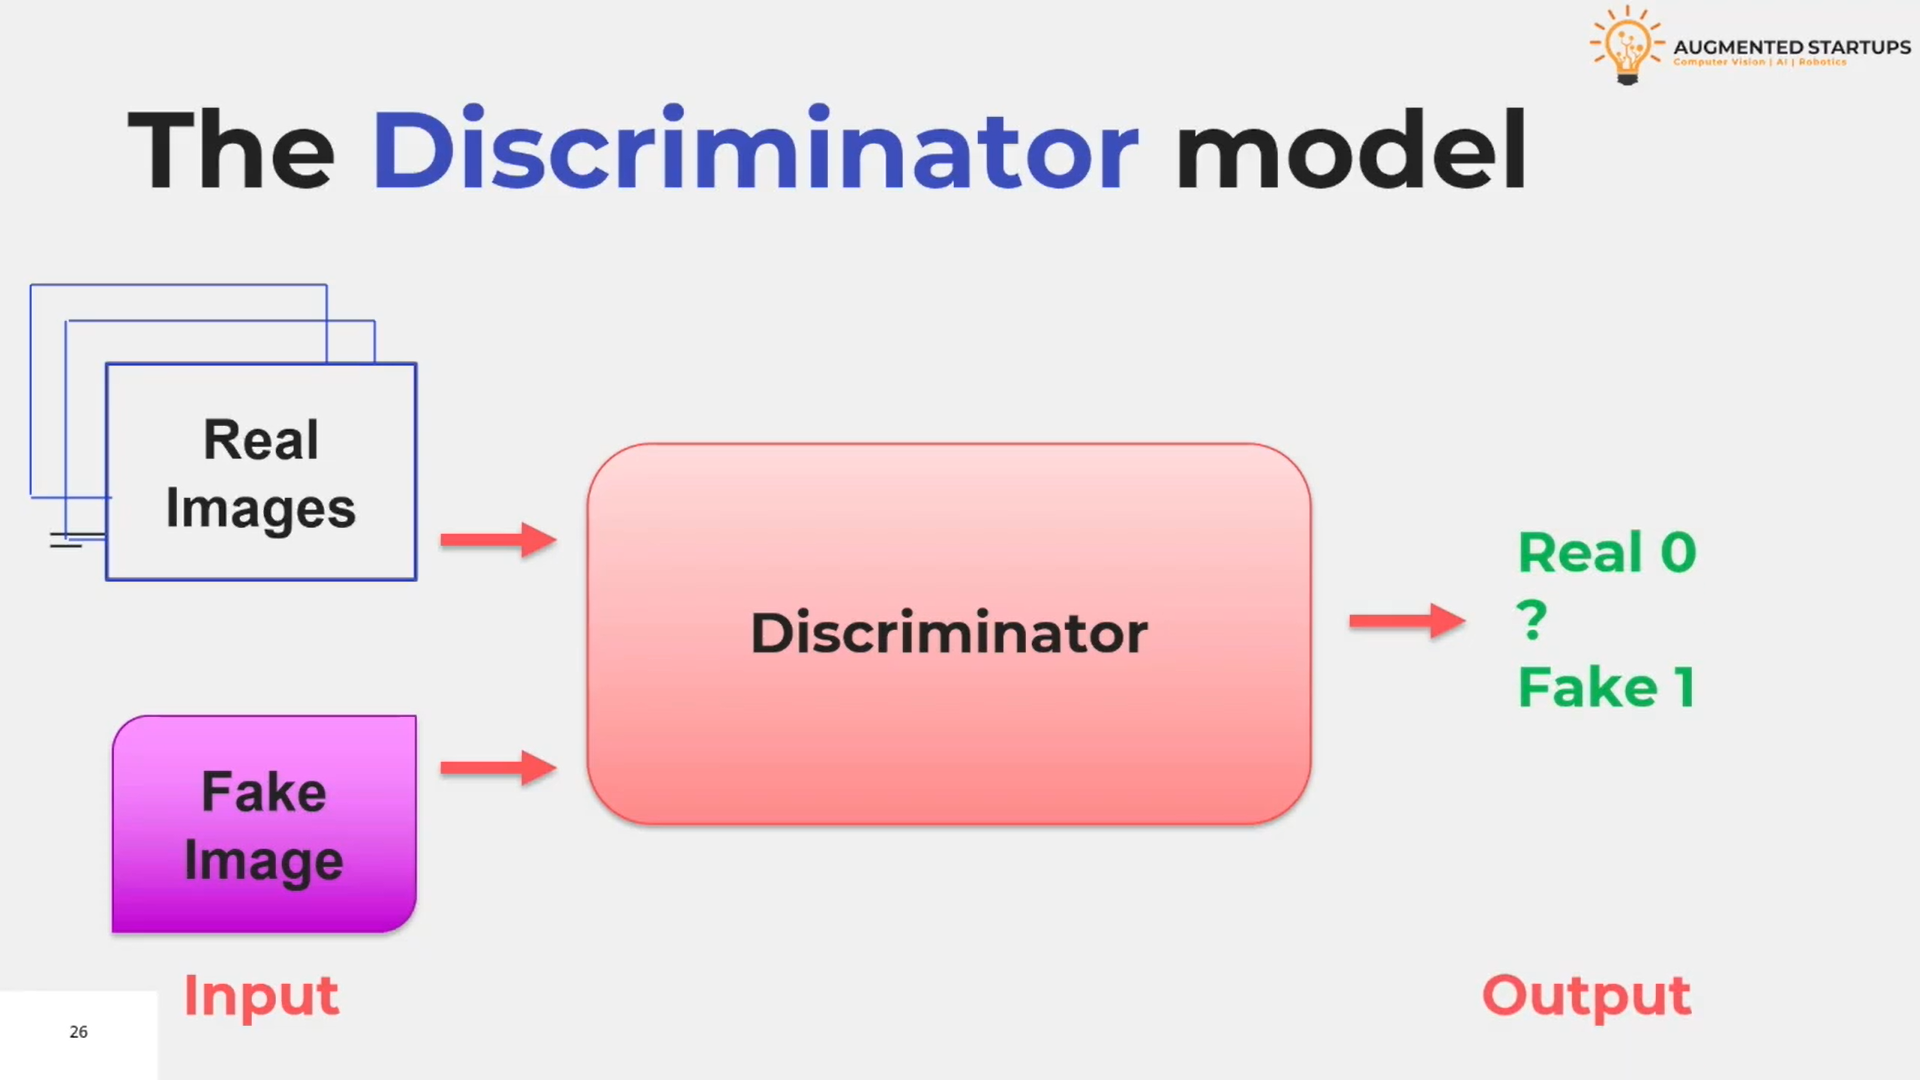 AUGMENTED STARTUPS
Computer Vision | AI | Robotics
The Discriminator model
Real
Images
Discriminator
Real 0
?
Fake 1
Fake
Image
Input
Output
26